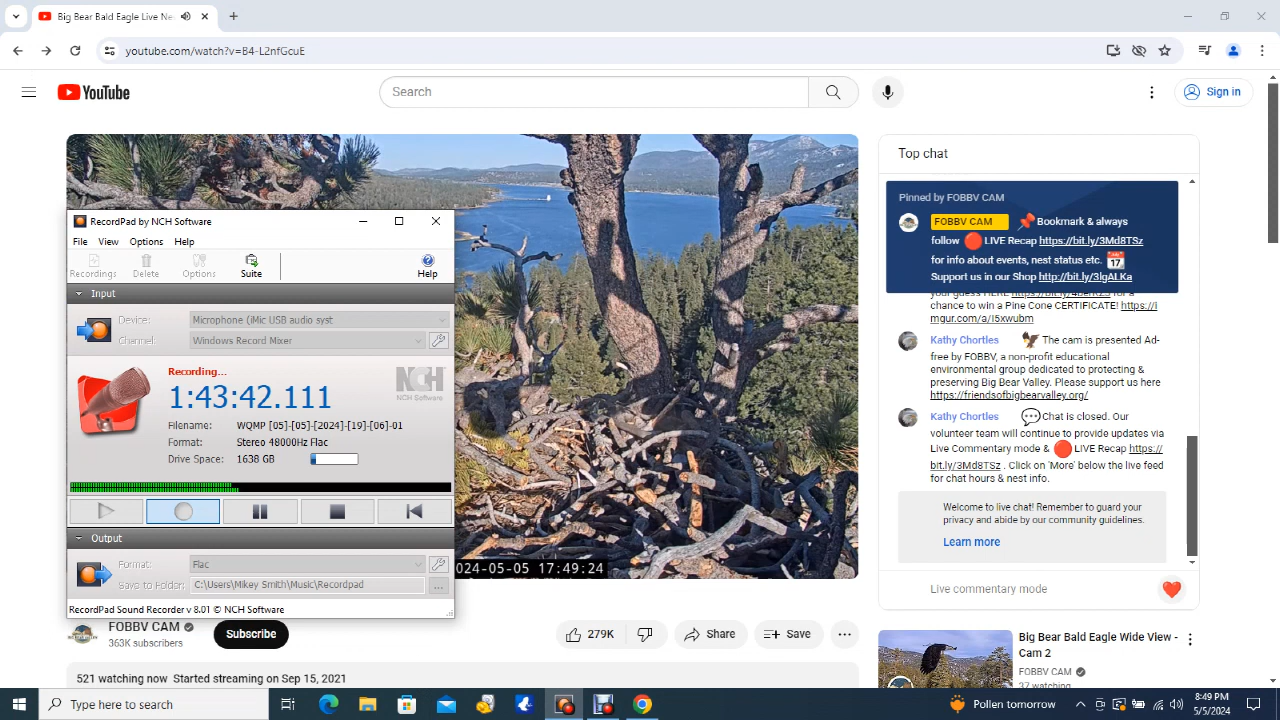 Big Bear Bald Eagle Live Ne
youtube.com/watch?v=B4-L2nfGcuE
YouTube
Search
Sign in
RecordPad by NCH Software
File View Options Help
Recordings Delete Options Suite Help
Input
Device: Microphone (iMic USB audio syst
Channel: Windows Record Mixer
Recording...
1:43:42.111
NCH
NCH Software
Filename: WQMP [05]-[05]-[2024]-[19]-[06]-01
Format: Stereo 48000Hz Flac
Drive Space: 1638 GB
Output
Format: Flac
Save to Folder: C:\Users\Mikey Smith\Music\Recordpad
...
RecordPad Sound Recorder v 8.01 © NCH Software
024-05-05 17:49:24
FOBBV CAM
363K subscribers
Subscribe
279K
Share
Save
521 watching now Started streaming on Sep 15, 2021
Top chat
Pinned by FOBBV CAM
FOBBV CAM 📌Bookmark & always
follow 🔴 LIVE Recap https://bit.ly/3Md8TSz
for info about events, nest status etc. 📆
Support us in our Shop http://bit.ly/3lgALKa
chance to win a Pine Cone CERTIFICATE! https://i
mgur.com/a/I5xwubm
Kathy Chortles 🦅 The cam is presented Ad-
free by FOBBV, a non-profit educational
environmental group dedicated to protecting &
preserving Big Bear Valley. Please support us here
https://friendsofbigbearvalley.org/
Kathy Chortles 💬Chat is closed. Our
volunteer team will continue to provide updates via
Live Commentary mode & 🔴 LIVE Recap https://
bit.ly/3Md8TSz . Click on 'More' below the live feed
for chat hours & nest info.
Welcome to live chat! Remember to guard your
privacy and abide by our community guidelines.
Learn more
Live commentary mode
Big Bear Bald Eagle Wide View -
Cam 2
FOBBV CAM
37 watching
Type here to search
Pollen tomorrow
8:49 PM
5/5/2024